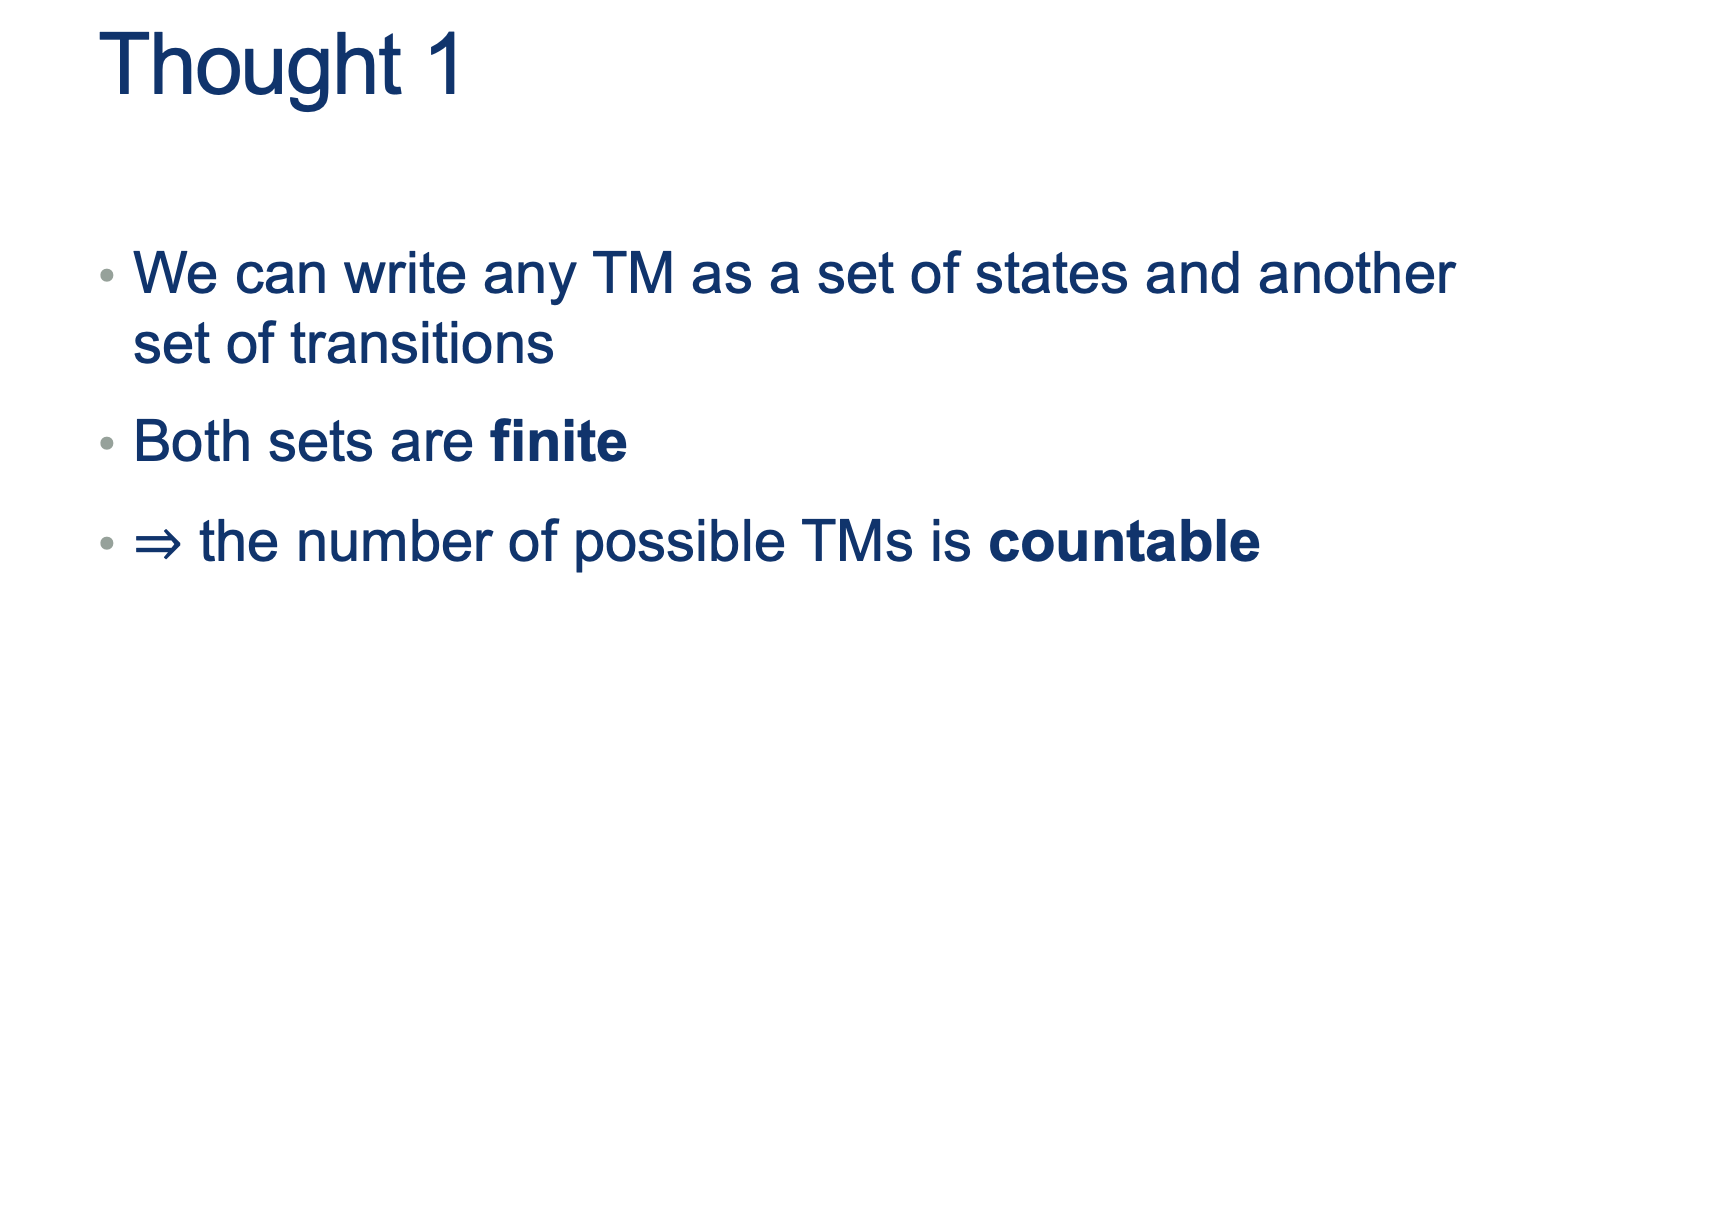 Thought 1
• We can write any TM as a set of states and another
set of transitions
• Both sets are finite
• ⇒ the number of possible TMs is countable